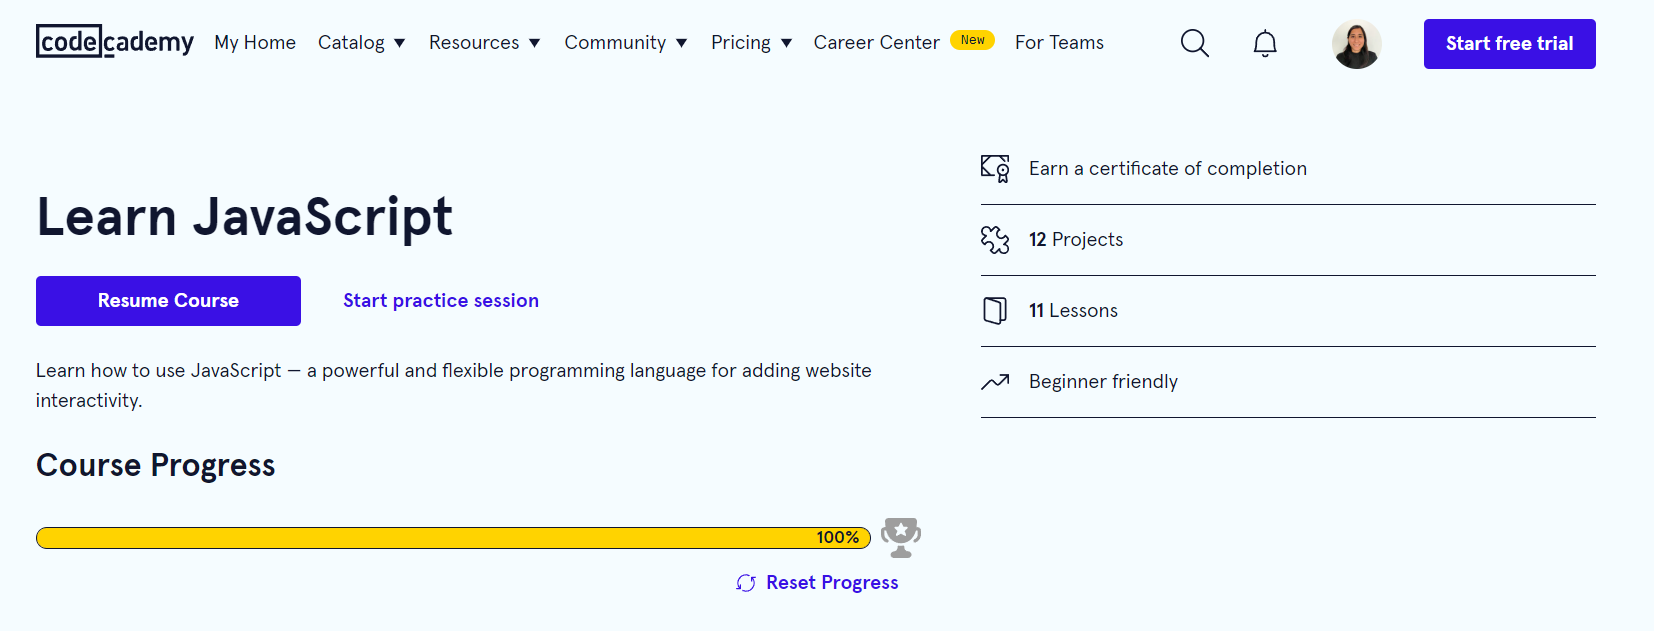 codecademy My Home Catalog Resources Community Pricing Career Center New For Teams Start free trial
Learn JavaScript
Resume Course Start practice session
Learn how to use JavaScript — a powerful and flexible programming language for adding website
interactivity.
Course Progress
100%
Reset Progress
Earn a certificate of completion
12 Projects
11 Lessons
Beginner friendly